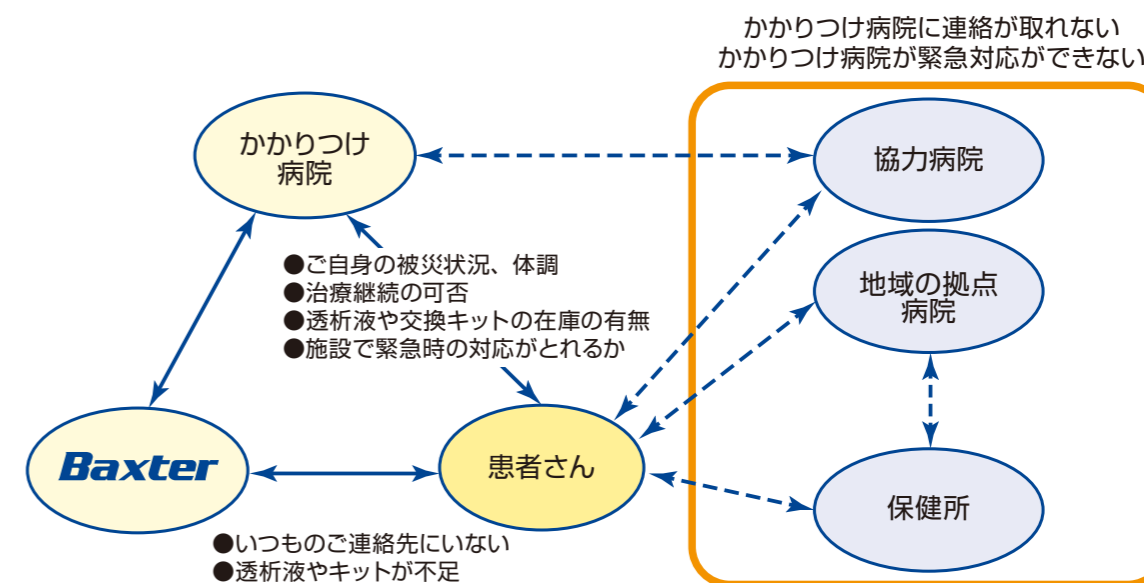 かかりつけ病院に連絡が取れない
かかりつけ病院が緊急対応ができない
かかりつけ
病院
協力病院
●ご自身の被災状況、体調
●治療継続の可否
●透析液や交換キットの在庫の有無
●施設で緊急時の対応がとれるか
地域の拠点
病院
Baxter
患者さん
保健所
●いつものご連絡先にいない
●透析液やキットが不足